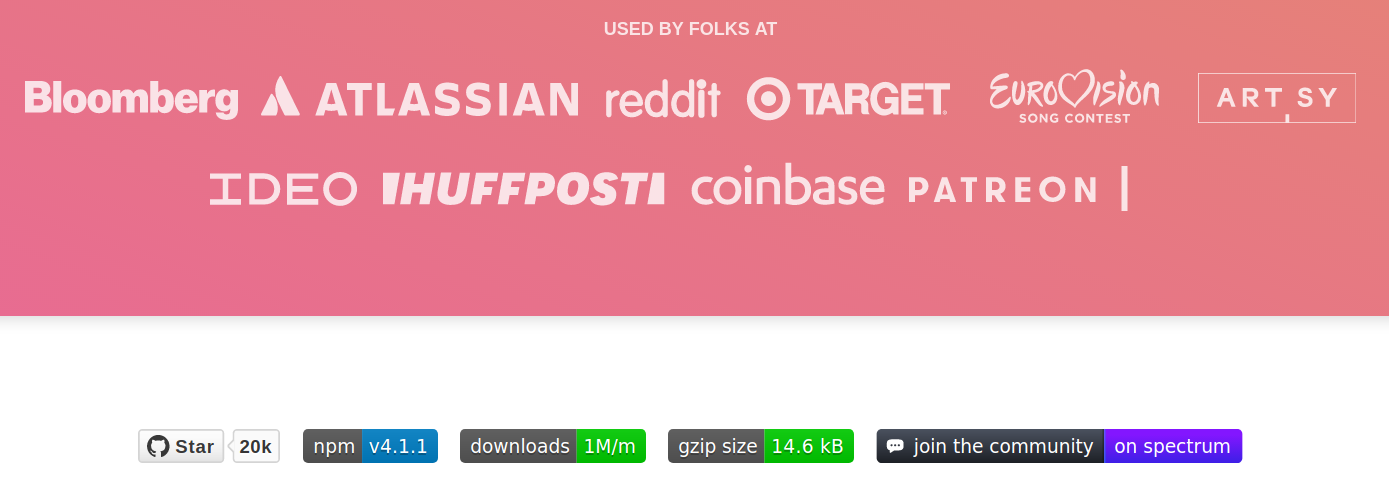 USED BY FOLKS AT
Bloomberg ATLASSIAN reddit TARGET EUROVISION SONG CONTEST ARTSY
IDEO IHUFFPOSTI coinbase PATREON
Star 20k npm v4.1.1 downloads 1M/m gzip size 14.6 kB join the community on spectrum